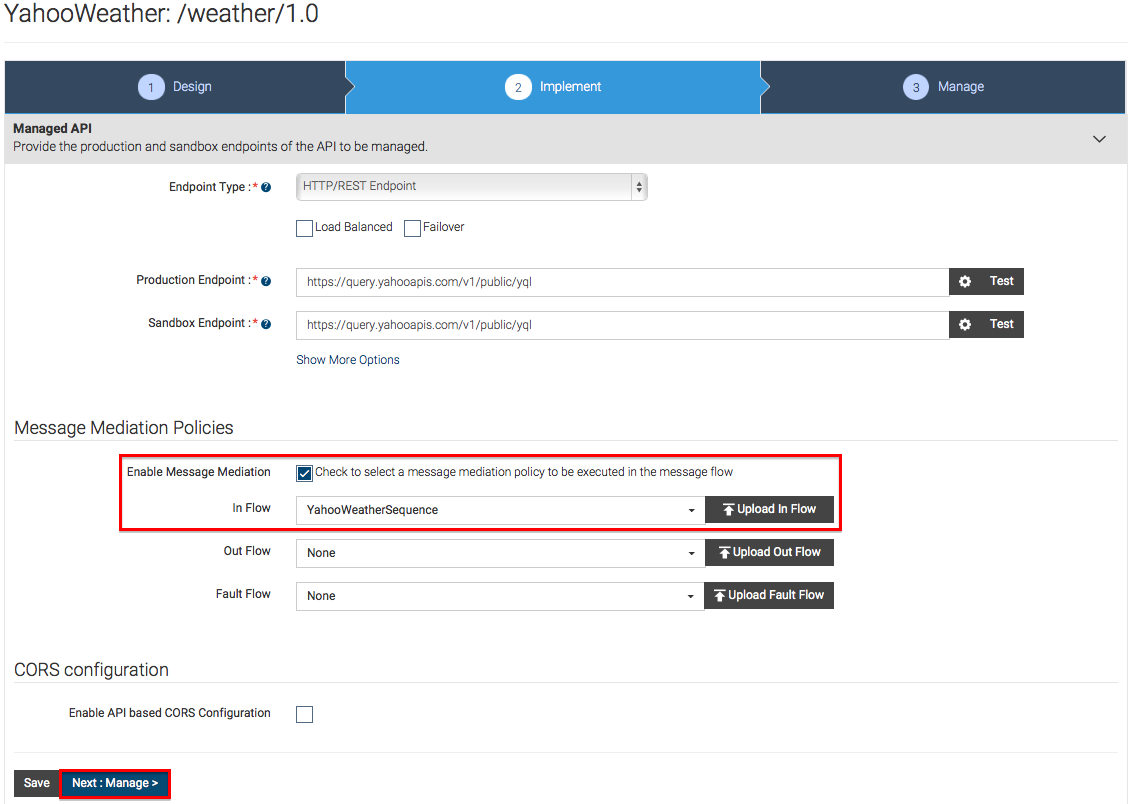 YahooWeather: /weather/1.0
1 Design 2 Implement 3 Manage
Managed API
Provide the production and sandbox endpoints of the API to be managed.
Endpoint Type : * ? HTTP/REST Endpoint
Load Balanced Failover
Production Endpoint : * ? https://query.yahooapis.com/v1/public/yql Test
Sandbox Endpoint : * ? https://query.yahooapis.com/v1/public/yql Test
Show More Options
Message Mediation Policies
Enable Message Mediation Check to select a message mediation policy to be executed in the message flow
In Flow YahooWeatherSequence Upload In Flow
Out Flow None Upload Out Flow
Fault Flow None Upload Fault Flow
CORS configuration
Enable API based CORS Configuration
Save Next : Manage >